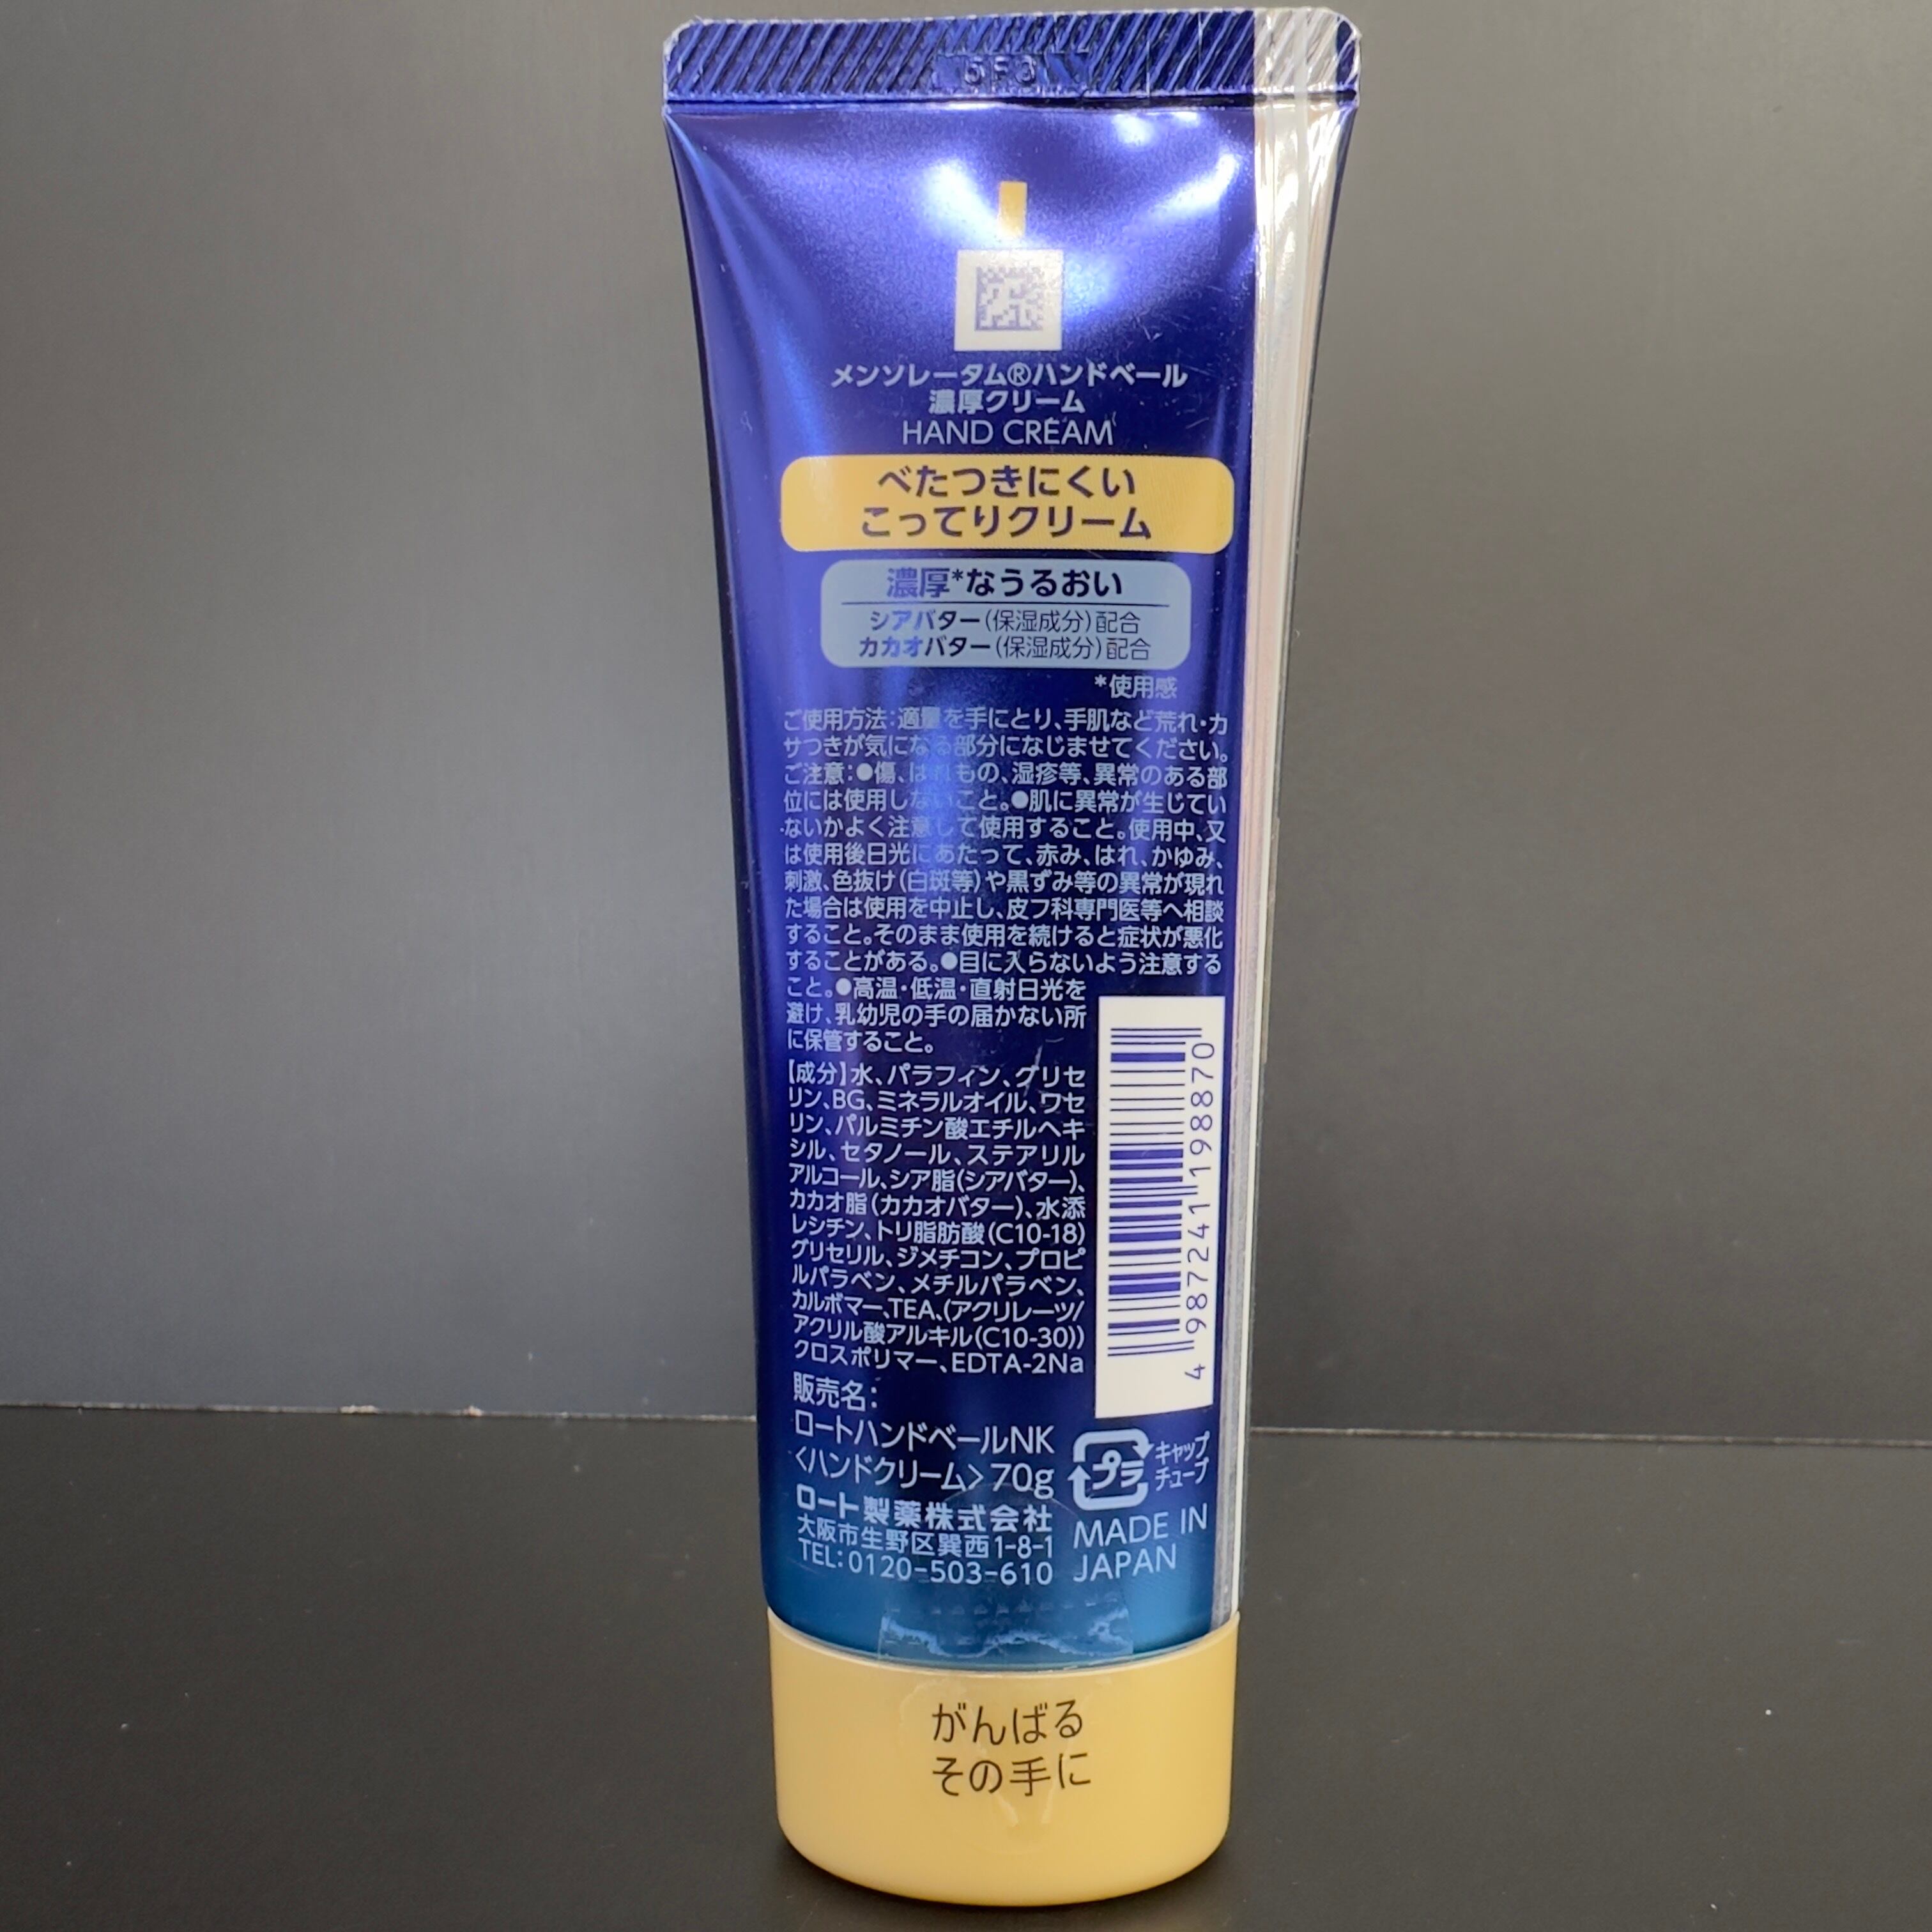 メンソレータム®ハンドベール
濃厚クリーム
HAND CREAM
べたつきにくい
こってりクリーム
濃厚*なうるおい
シアバター(保湿成分)配合
カカオバター(保湿成分)配合
*使用感
ご使用方法:適量を手にとり、手肌など荒れ・カ
サつきが気になる部分になじませてください。
ご注意:●傷、はれもの、湿疹等、異常のある部
位には使用しないこと。●肌に異常が生じてい
ないかよく注意して使用すること。使用中、又
は使用後日光にあたって、赤み、はれ、かゆみ、
刺激、色抜け(白斑等)や黒ずみ等の異常が現れ
た場合は使用を中止し、皮フ科専門医等へ相談
すること。そのまま使用を続けると症状が悪化
することがある。●目に入らないよう注意する
こと。●高温・低温・直射日光を
避け、乳幼児の手の届かない所
に保管すること。
【成分】水、パラフィン、グリセ
リン、BG、ミネラルオイル、ワセ
リン、パルミチン酸エチルヘキ
シル、セタノール、ステアリル
アルコール、シア脂(シアバター)、
カカオ脂(カカオバター)、水添
レシチン、トリ脂肪酸(C10-18)
グリセリル、ジメチコン、プロピ
ルパラベン、メチルパラベン、
カルボマー、TEA、(アクリレーツ/
アクリル酸アルキル(C10-30))
クロスポリマー、EDTA-2Na
4 987241 198870
販売名:
ロートハンドベールNK
〈ハンドクリーム〉70g
プラ
キャップ
チューブ
ロート製薬株式会社
大阪市生野区巽西1-8-1
TEL:0120-503-610
MADE IN
JAPAN
がんばる
その手に